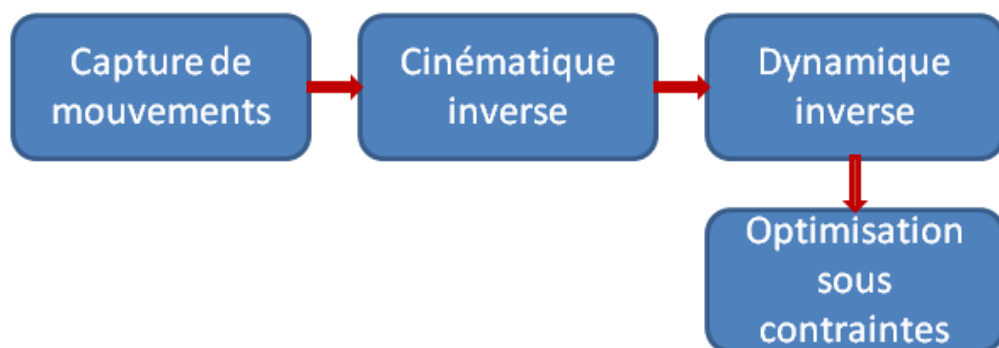 Capture de
mouvements
Cinématique
inverse
Dynamique
inverse
Optimisation
sous
contraintes